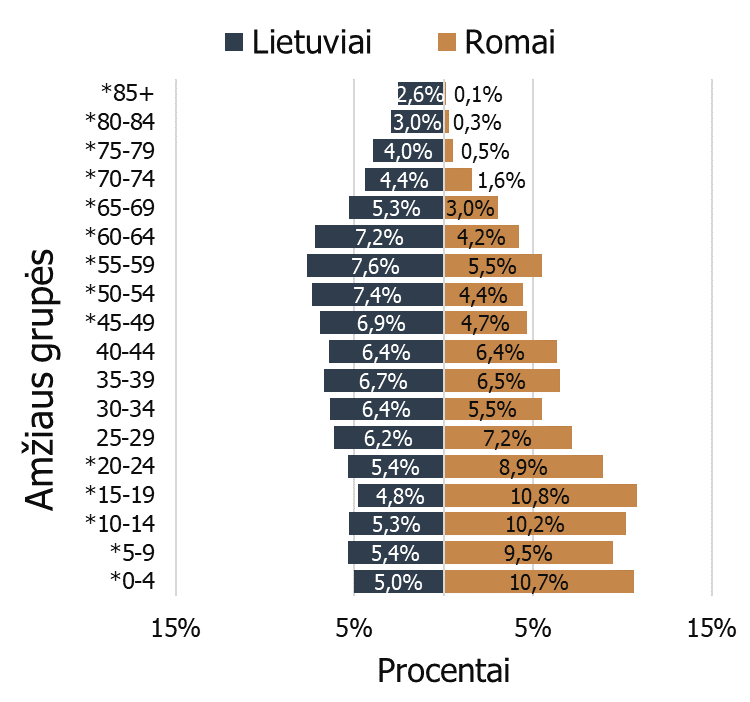 Lietuviai Romai
*85+ 2,6% 0,1%
*80-84 3,0% 0,3%
*75-79 4,0% 0,5%
*70-74 4,4% 1,6%
*65-69 5,3% 3,0%
*60-64 7,2% 4,2%
*55-59 7,6% 5,5%
*50-54 7,4% 4,4%
*45-49 6,9% 4,7%
40-44 6,4% 6,4%
35-39 6,7% 6,5%
30-34 6,4% 5,5%
25-29 6,2% 7,2%
*20-24 5,4% 8,9%
*15-19 4,8% 10,8%
*10-14 5,3% 10,2%
*5-9 5,4% 9,5%
*0-4 5,0% 10,7%
Amžiaus grupės
15% 5% 5% 15%
Procentai